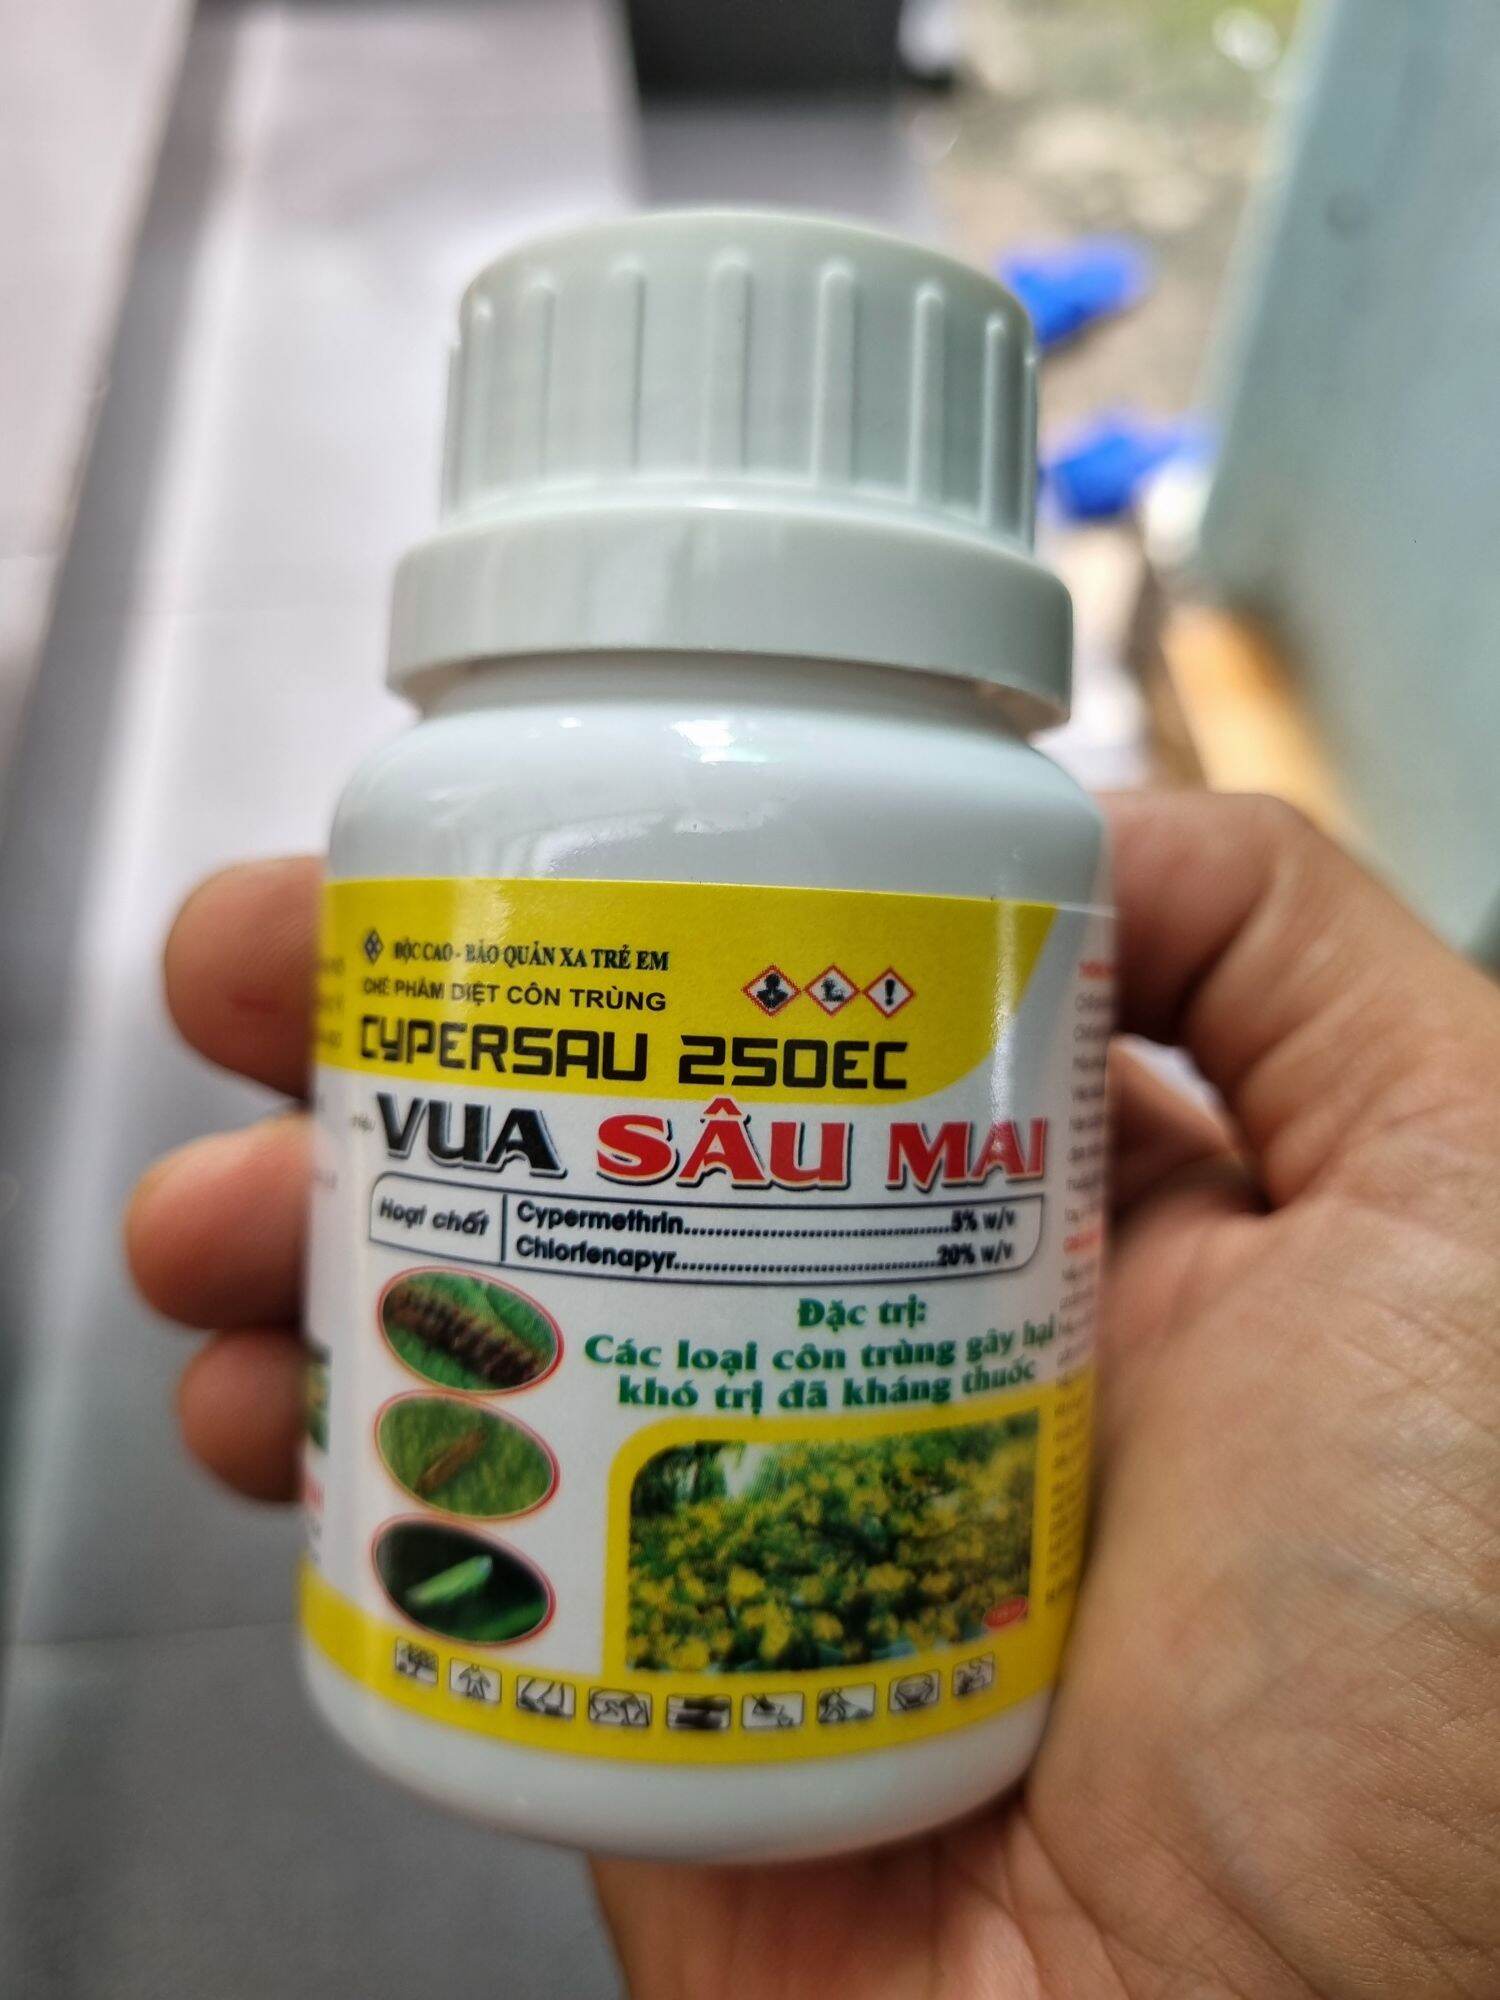 ĐỘC CAO - BẢO QUẢN XA TRẺ EM
CHẾ PHẨM DIỆT CÔN TRÙNG
CYPERSAU 250EC
VUA SÂU MAI
Hoạt chất
Cypermethrin 5% w/v
Chlorfenapyr 20% w/v
Đặc trị:
Các loại côn trùng gây hại
khó trị đã kháng thuốc